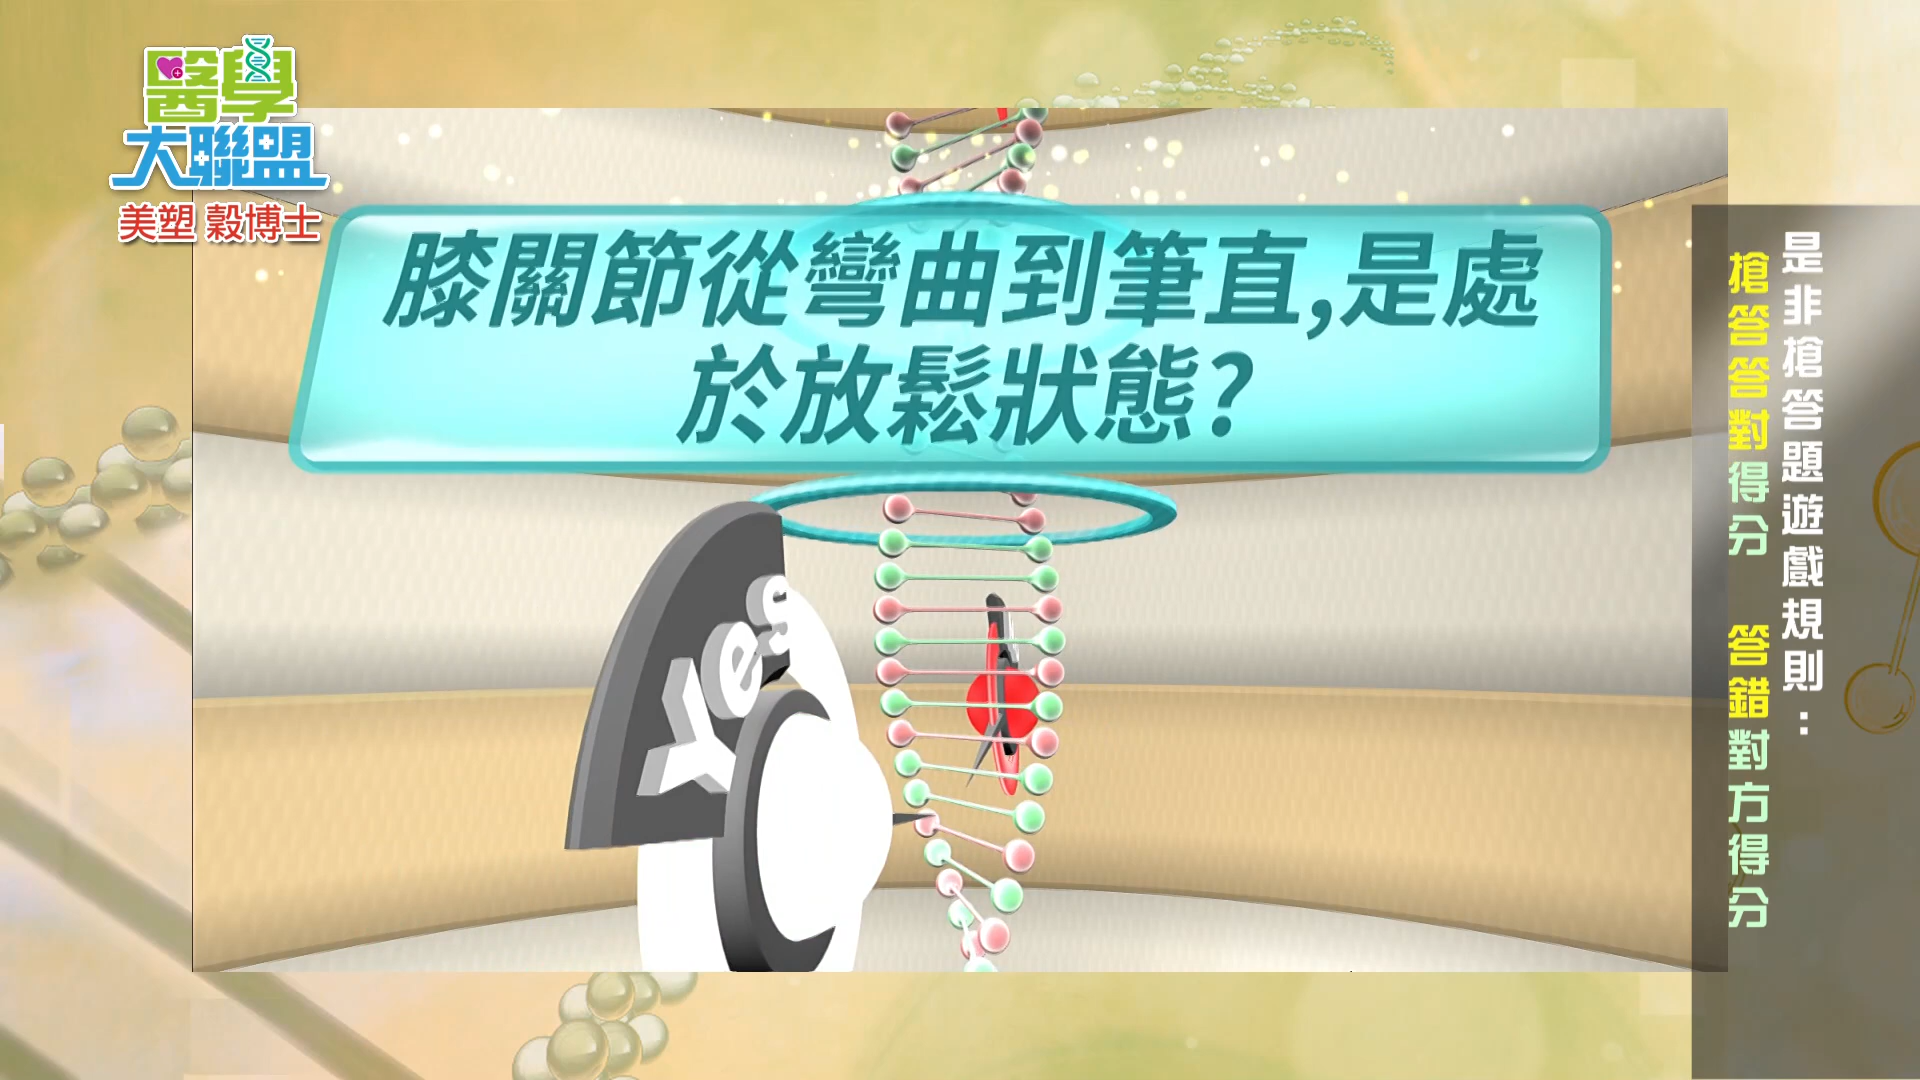 醫學
大聯盟
美塑 穀博士
膝關節從彎曲到筆直,是處
於放鬆狀態?
Yes
是非搶答題遊戲規則：
搶答答對得分 答錯對方得分